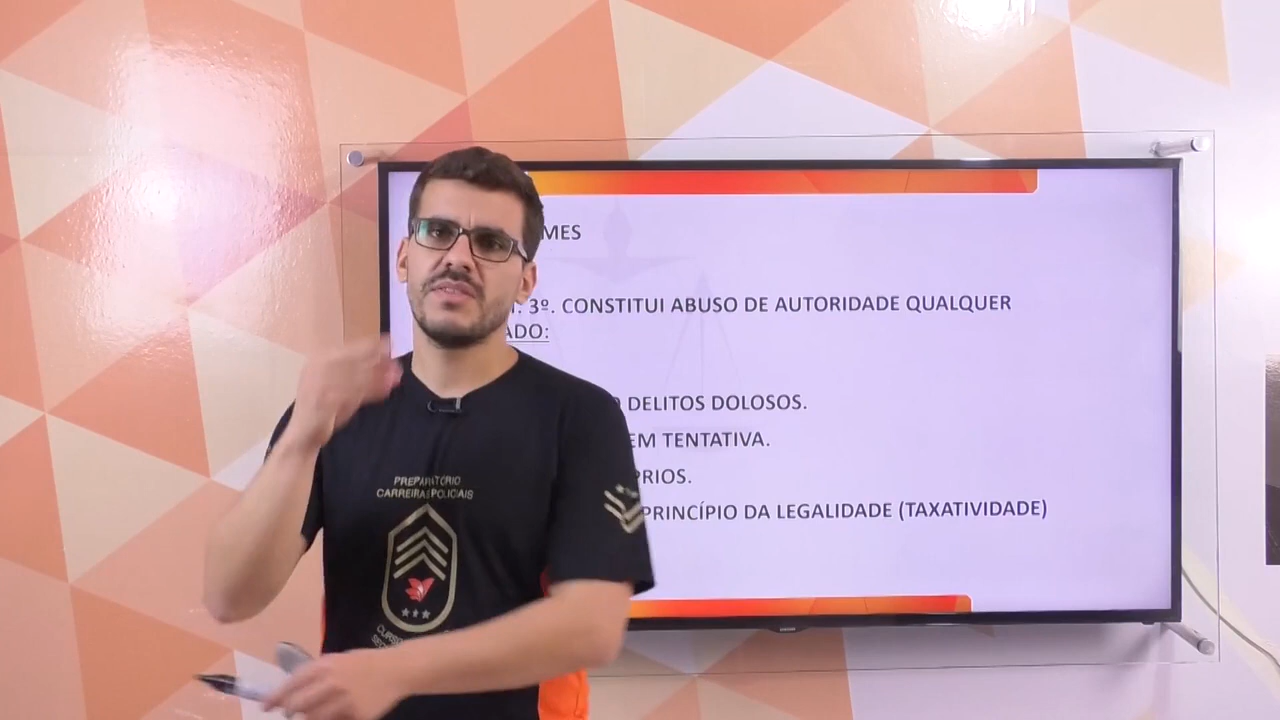 MES
. 3º. CONSTITUI ABUSO DE AUTORIDADE QUALQUER
ADO:
DELITOS DOLOSOS.
EM TENTATIVA.
PRIOS.
PRINCÍPIO DA LEGALIDADE (TAXATIVIDADE)
PREPARATÓRIO
CARREIRAS POLICIAIS